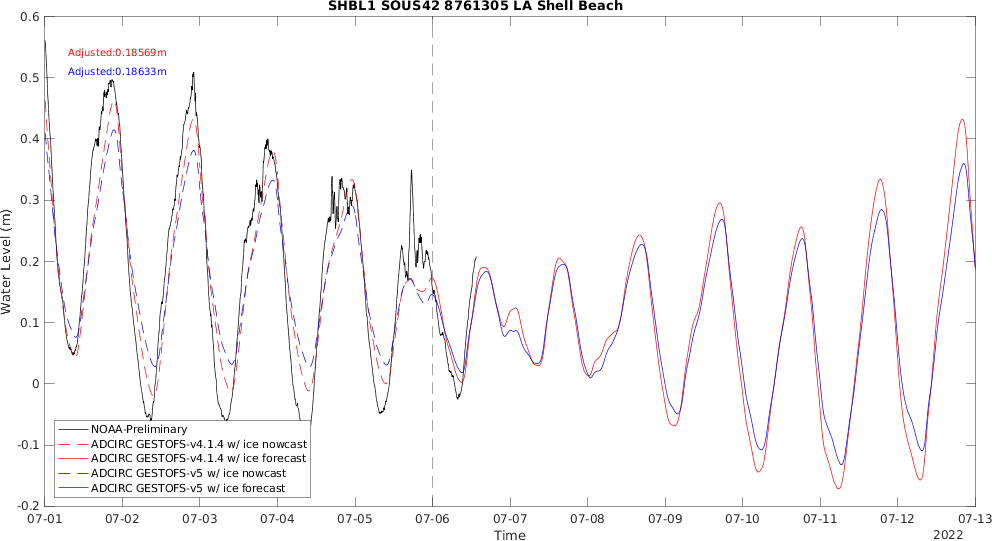 SHBL1 SOUS42 8761305 LA Shell Beach
0.6
0.5
0.4
0.3
0.2
0.1
0
-0.1
-0.2
Water Level (m)
Adjusted:0.18569m
Adjusted:0.18633m
NOAA-Preliminary
ADCIRC GESTOFS-v4.1.4 w/ ice nowcast
ADCIRC GESTOFS-v4.1.4 w/ ice forecast
ADCIRC GESTOFS-v5 w/ ice nowcast
ADCIRC GESTOFS-v5 w/ ice forecast
07-01 07-02 07-03 07-04 07-05 07-06 07-07 07-08 07-09 07-10 07-11 07-12 07-13
Time
2022